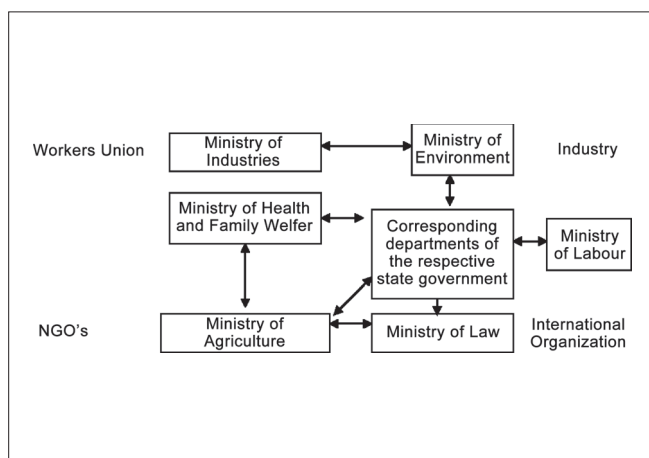 Workers Union
Ministry of
Industries
Ministry of
Environment
Industry
Ministry of Health
and Family Welfer
Corresponding
departments of
the respective
state government
Ministry
of Labour
NGO's
Ministry of
Agriculture
Ministry of Law
International
Organization